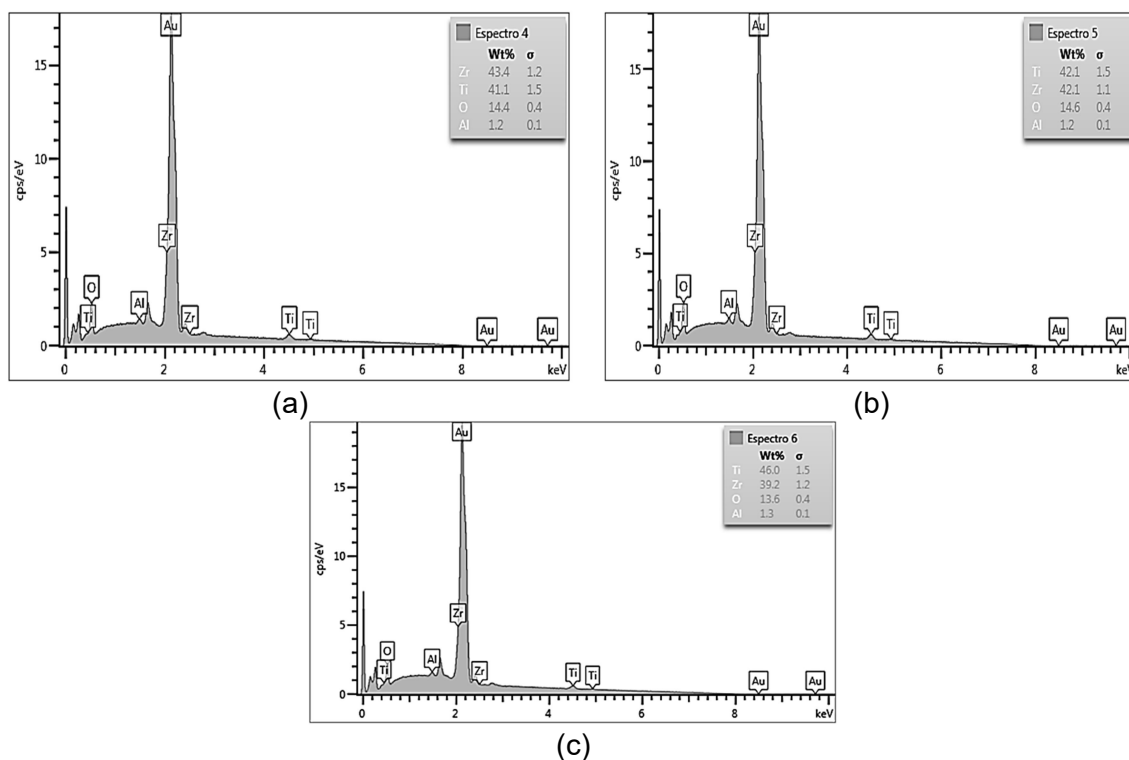 Au
Espectro 4
Wt% σ
Zr 43.4 1.2
Ti 41.1 1.5
O 14.4 0.4
Al 1.2 0.1
15
10
5
0
cps/eV
Zr
O
Ti
Al
Zr
Ti
Ti
Au
Au
0 2 4 6 8 keV
(a)
Au
Espectro 5
Wt% σ
Ti 42.1 1.5
Zr 42.1 1.1
O 14.6 0.4
Al 1.2 0.1
15
10
5
0
cps/eV
Zr
O
Ti
Al
Zr
Ti
Ti
Au
Au
0 2 4 6 8 keV
(b)
Au
Espectro 6
Wt% σ
Ti 46.0 1.5
Zr 39.2 1.2
O 13.6 0.4
Al 1.3 0.1
15
10
5
0
cps/eV
Zr
O
Ti
Al
Zr
Ti
Ti
Au
Au
0 2 4 6 8 keV
(c)